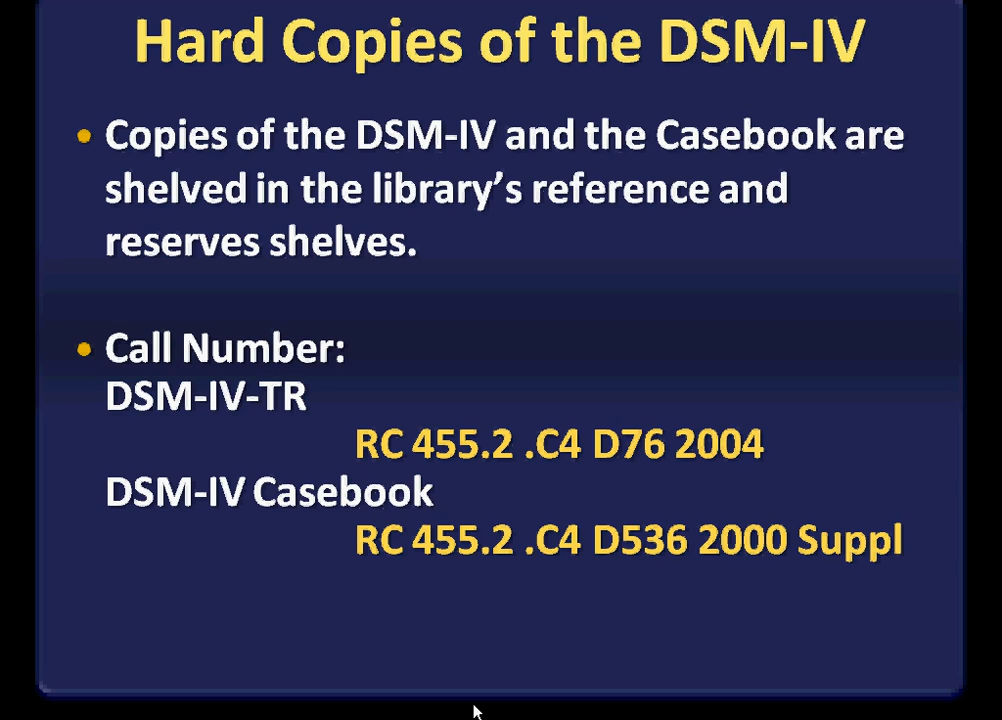 Hard Copies of the DSM-IV
• Copies of the DSM-IV and the Casebook are
shelved in the library's reference and
reserves shelves.
• Call Number:
DSM-IV-TR
RC 455.2 .C4 D76 2004
DSM-IV Casebook
RC 455.2 .C4 D536 2000 Suppl